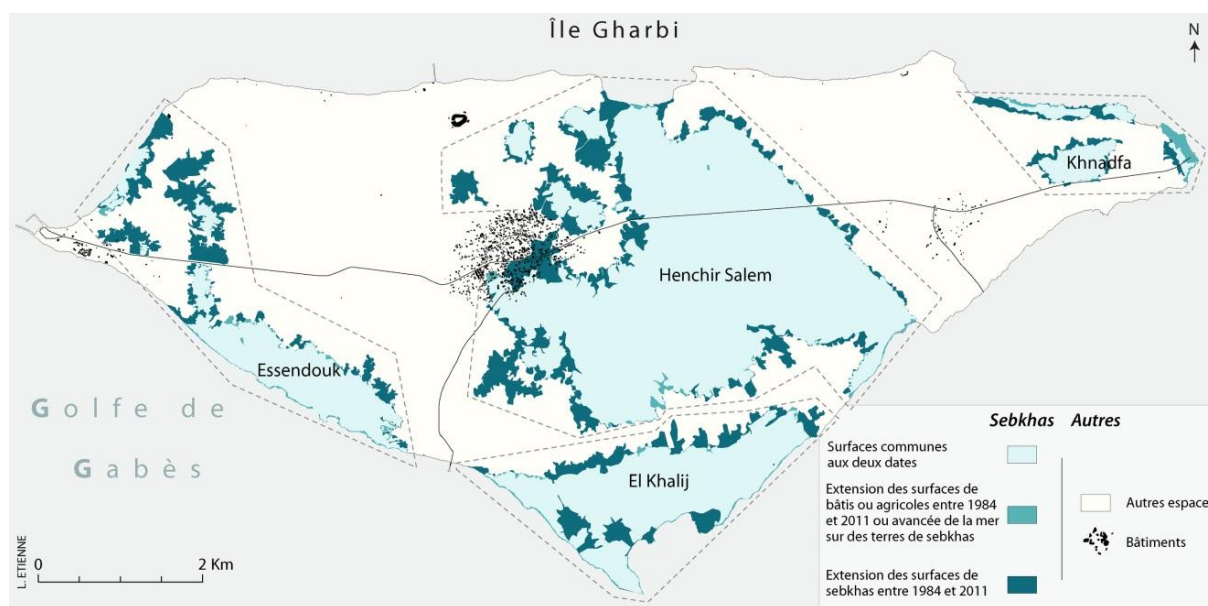 Île Gharbi
N
Khnadfa
Henchir Salem
Essendouk
Golfe de
Gabès
El Khalij
Sebkhas Autres
Surfaces communes
aux deux dates
Extension des surfaces de
bâtis ou agricoles entre 1984
et 2011 ou avancée de la mer
sur des terres de sebkhas
Extension des surfaces de
sebkhas entre 1984 et 2011
Autres espace
Bâtiments
L. ETIENNE
0 2 Km